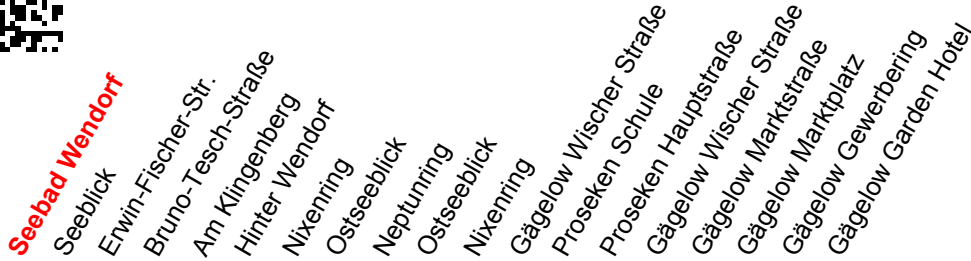 Seebad Wendorf
Seeblick
Erwin-Fischer-Str.
Bruno-Tesch-Straße
Am Klingenberg
Hinter Wendorf
Nixenring
Ostseeblick
Neptunring
Ostseeblick
Nixenring
Gägelow Wischer Straße
Proseken Schule
Proseken Hauptstraße
Gägelow Wischer Straße
Gägelow Marktstraße
Gägelow Marktplatz
Gägelow Gewerbering
Gägelow Garden Hotel